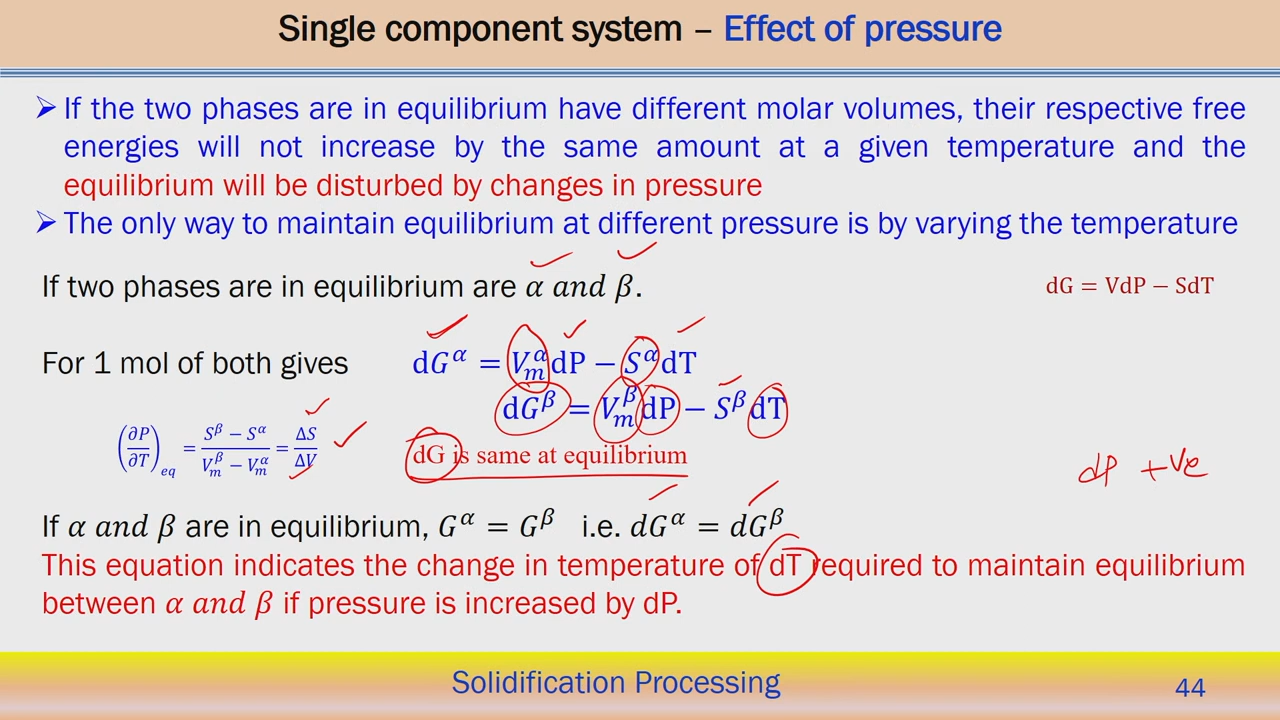 Single component system – Effect of pressure
➢ If the two phases are in equilibrium have different molar volumes, their respective free
energies will not increase by the same amount at a given temperature and the
equilibrium will be disturbed by changes in pressure
➢ The only way to maintain equilibrium at different pressure is by varying the temperature
If two phases are in equilibrium are α and β.
dG = VdP − SdT
For 1 mol of both gives dG^α = V_m^α dP − S^α dT
dG^β = V_m^β dP − S^β dT
(∂P/∂T)_eq = (S^β − S^α)/(V_m^β − V_m^α) = ΔS/ΔV
dG is same at equilibrium
dP +ve
If α and β are in equilibrium, G^α = G^β i.e. dG^α = dG^β
This equation indicates the change in temperature of dT required to maintain equilibrium
between α and β if pressure is increased by dP.
Solidification Processing
44